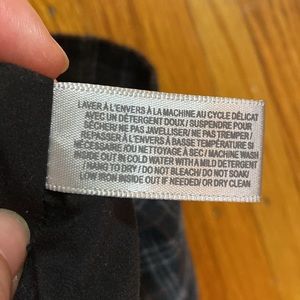 LAVER À L'ENVERS À LA MACHINE AU CYCLE DÉLICAT
AVEC UN DÉTERGENT DOUX/ SUSPENDRE POUR
SÉCHER/ NE PAS JAVELLISER/ NE PAS TREMPER/
REPASSER À L'ENVERS À BASSE TEMPÉRATURE SI
NÉCESSAIRE /OU NETTOYAGE À SEC / MACHINE WASH
INSIDE OUT IN COLD WATER WITH A MILD DETERGENT
/ HANG TO DRY / DO NOT BLEACH/ DO NOT SOAK/
LOW IRON INSIDE OUT IF NEEDED/ OR DRY CLEAN